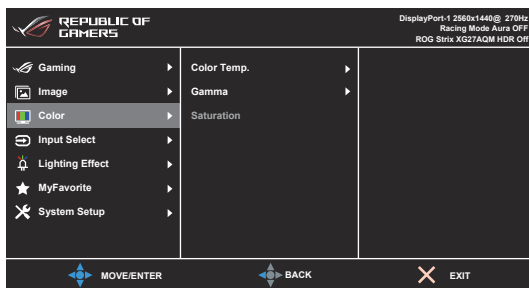 REPUBLIC OF
GAMERS
DisplayPort-1 2560x1440@ 270Hz
Racing Mode Aura OFF
ROG Strix XG27AQM HDR Off
Gaming
Image
Color
Input Select
Lighting Effect
MyFavorite
System Setup
Color Temp.
Gamma
Saturation
MOVE/ENTER
BACK
EXIT